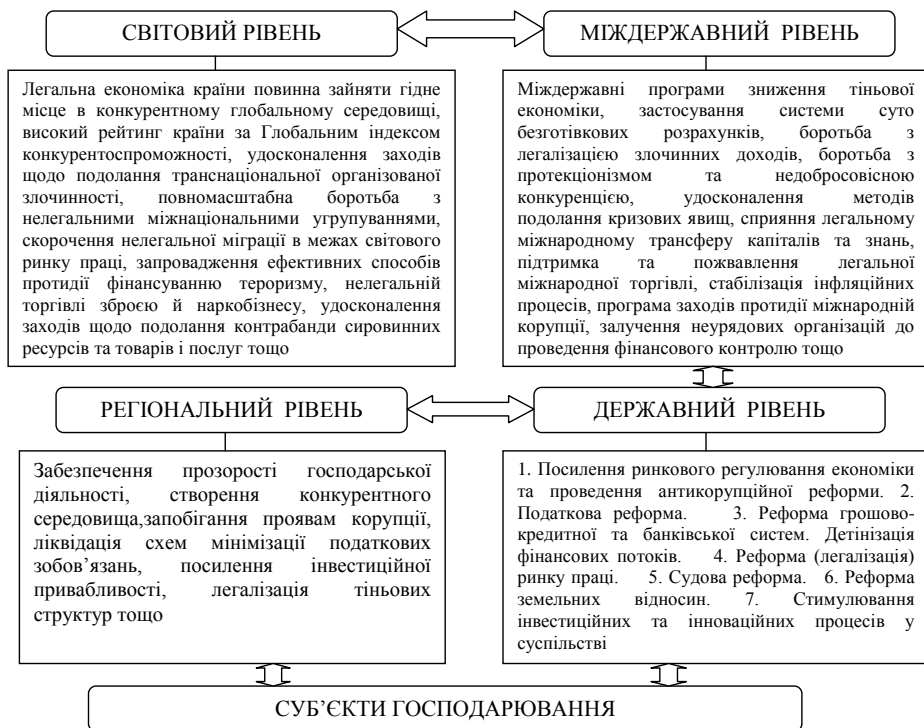 СВІТОВИЙ РІВЕНЬ
МІЖДЕРЖАВНИЙ РІВЕНЬ
Легальна економіка країни повинна зайняти гідне
місце в конкурентному глобальному середовищі,
високий рейтинг країни за Глобальним індексом
конкурентоспроможності, удосконалення заходів
щодо подолання транснаціональної організованої
злочинності, повномасштабна боротьба з
нелегальними міжнаціональними угрупуваннями,
скорочення нелегальної міграції в межах світового
ринку праці, запровадження ефективних способів
протидії фінансуванню тероризму, нелегальній
торгівлі зброєю й наркобізнесу, удосконалення
заходів щодо подолання контрабанди сировинних
ресурсів та товарів і послуг тощо
Міждержавні програми зниження тіньової
економіки, застосування системи суто
безготівкових розрахунків, боротьба з
легалізацією злочинних доходів, боротьба з
протекціонізмом та недобросовісною
конкуренцією, удосконалення методів
подолання кризових явищ, сприяння легальному
міжнародному трансферу капіталів та знань,
підтримка та пожвавлення легальної
міжнародної торгівлі, стабілізація інфляційних
процесів, програма заходів протидії міжнародній
корупції, залучення неурядових організацій до
проведення фінансового контролю тощо
РЕГІОНАЛЬНИЙ РІВЕНЬ
ДЕРЖАВНИЙ РІВЕНЬ
Забезпечення прозорості господарської
діяльності, створення конкурентного
середовища,запобігання проявам корупції,
ліквідація схем мінімізації податкових
зобов’язань, посилення інвестиційної
привабливості, легалізація тіньових
структур тощо
1. Посилення ринкового регулювання економіки
та проведення антикорупційної реформи. 2.
Податкова реформа. 3. Реформа грошово-
кредитної та банківської систем. Детінізація
фінансових потоків. 4. Реформа (легалізація)
ринку праці. 5. Судова реформа. 6. Реформа
земельних відносин. 7. Стимулювання
інвестиційних та інноваційних процесів у
суспільстві
СУБ’ЄКТИ ГОСПОДАРЮВАННЯ